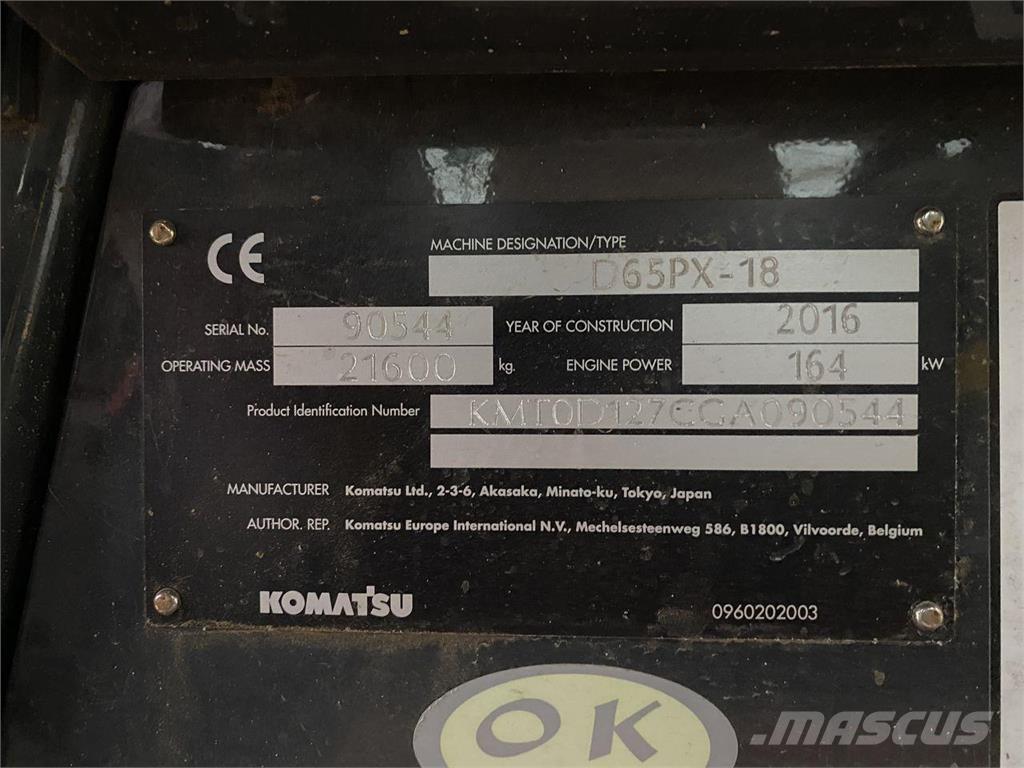 CE
MACHINE DESIGNATION/TYPE
D65PX-18
SERIAL No. 90544 YEAR OF CONSTRUCTION 2016
OPERATING MASS 21600 kg. ENGINE POWER 164 kW
Product Identification Number KMT0D127CGA090544
MANUFACTURER Komatsu Ltd., 2-3-6, Akasaka, Minato-ku, Tokyo, Japan
AUTHOR. REP. Komatsu Europe International N.V., Mechelsesteenweg 586, B1800, Vilvoorde, Belgium
KOMATSU 0960202003
OK
MASCUS